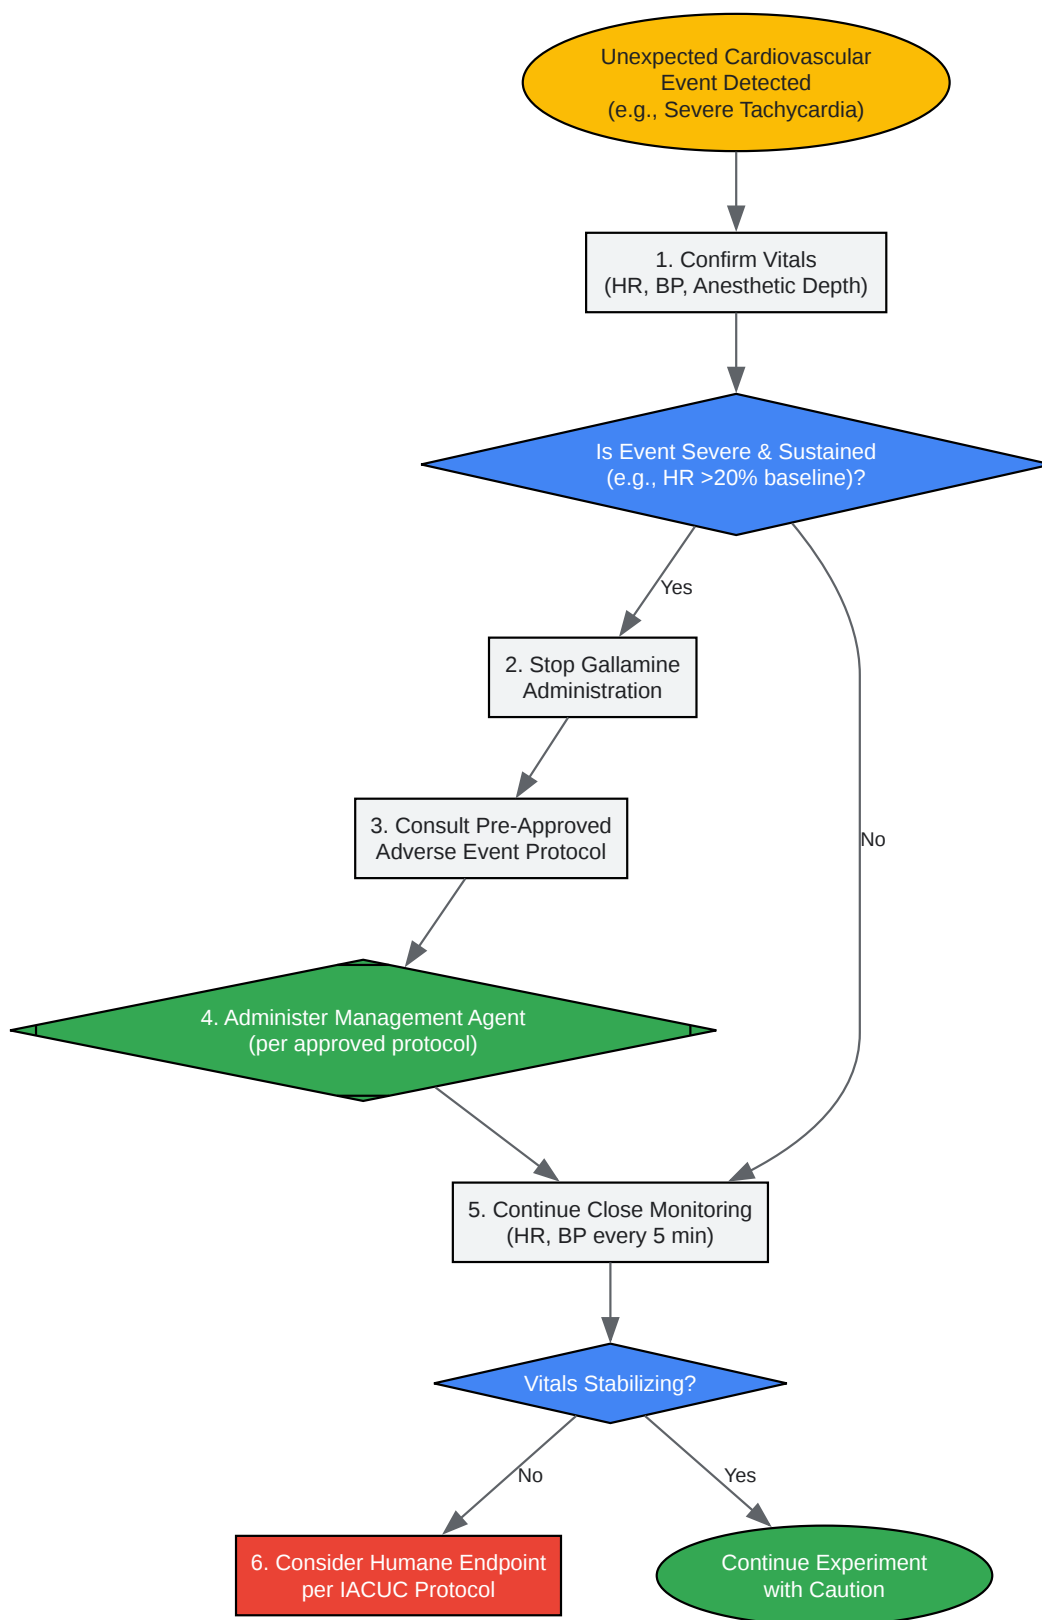 Unexpected Cardiovascular
Event Detected
(e.g., Severe Tachycardia)
1. Confirm Vitals
(HR, BP, Anesthetic Depth)
Is Event Severe & Sustained
(e.g., HR >20% baseline)?
Yes
2. Stop Gallamine
Administration
3. Consult Pre-Approved
Adverse Event Protocol
No
4. Administer Management Agent
(per approved protocol)
5. Continue Close Monitoring
(HR, BP every 5 min)
Vitals Stabilizing?
No
Yes
6. Consider Humane Endpoint
per IACUC Protocol
Continue Experiment
with Caution